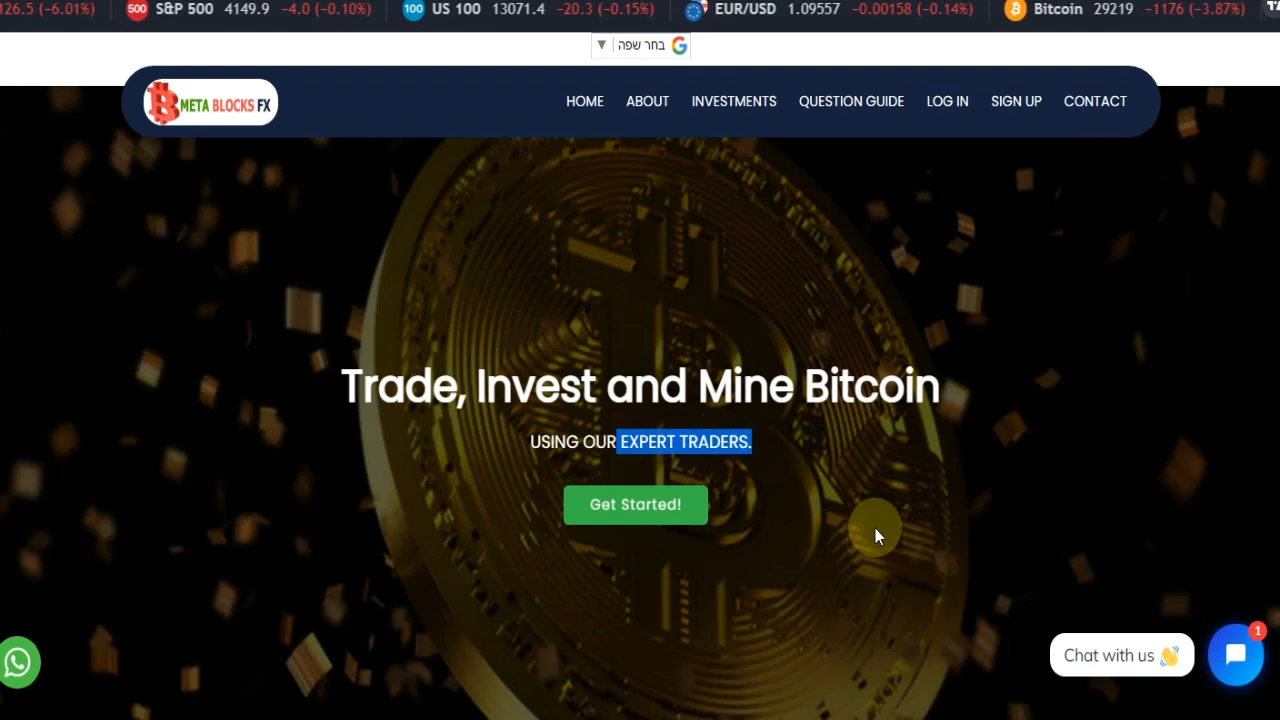 126.5 (−6.01%) 500 S&P 500 4149.9 −4.0 (−0.10%) 100 US 100 13071.4 −20.3 (−0.15%) EUR/USD 1.09557 −0.00158 (−0.14%) Bitcoin 29219 −1176 (−3.87%)
בחר שפה ▼
META BLOCKS FX HOME ABOUT INVESTMENTS QUESTION GUIDE LOG IN SIGN UP CONTACT
Trade, Invest and Mine Bitcoin
USING OUR EXPERT TRADERS.
Get Started!
Chat with us 👋 1